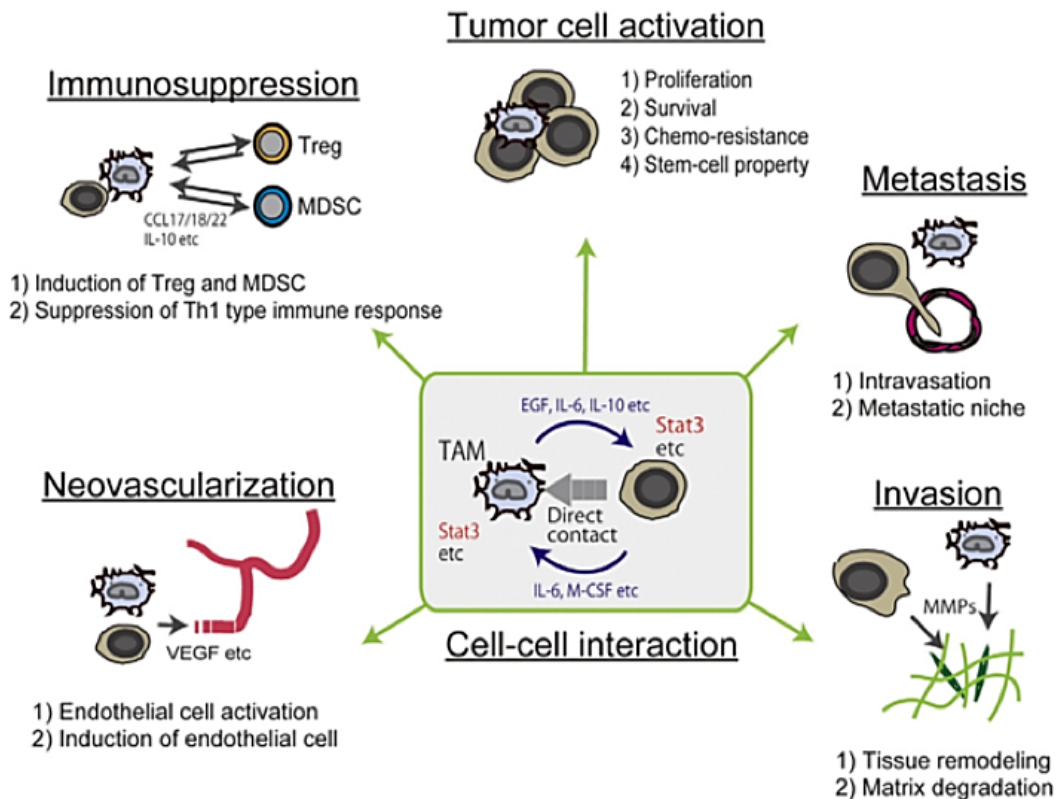 Tumor cell activation
1) Proliferation
2) Survival
3) Chemo-resistance
4) Stem-cell property
Immunosuppression
Treg
MDSC
CCL17/18/22
IL-10 etc
1) Induction of Treg and MDSC
2) Suppression of Th1 type immune response
Metastasis
1) Intravasation
2) Metastatic niche
EGF, IL-6, IL-10 etc
Stat3
etc
TAM
Direct
contact
Stat3
etc
IL-6, M-CSF etc
Cell-cell interaction
Neovascularization
VEGF etc
1) Endothelial cell activation
2) Induction of endothelial cell
Invasion
MMPs
1) Tissue remodeling
2) Matrix degradation